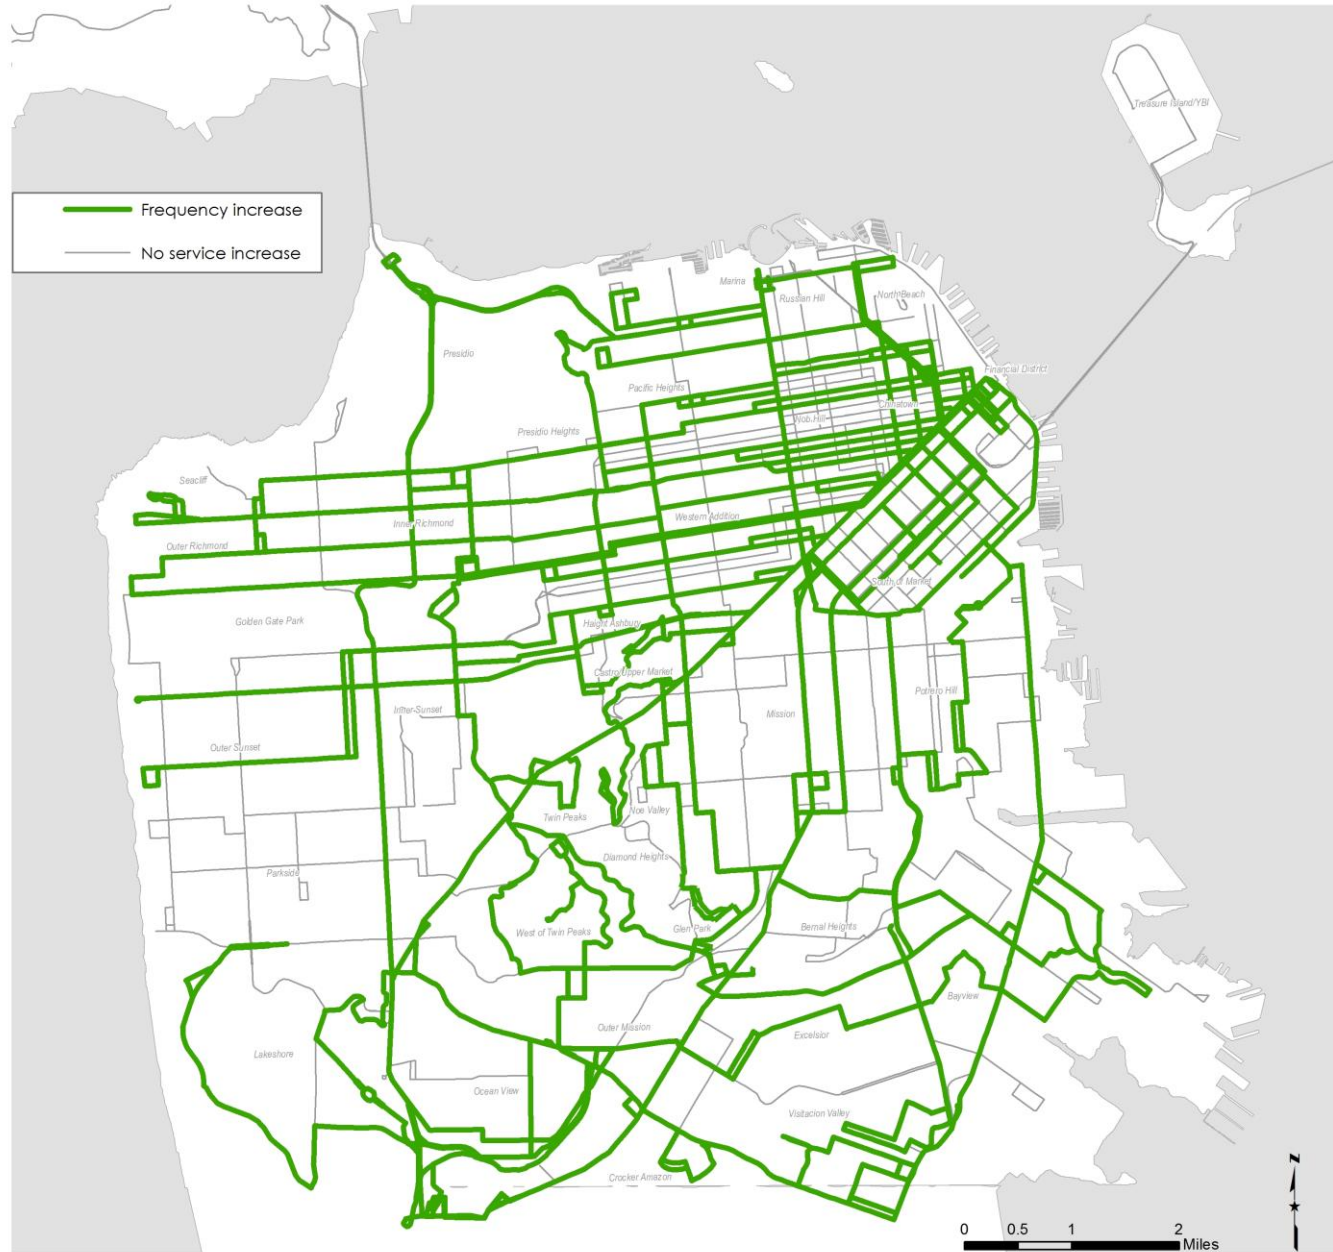 Treasure Island/YBI
Frequency increase
No service increase
Marina
Russian Hill
North Beach
Presidio
Financial District
Pacific Heights
Chinatown
Nob Hill
Presidio Heights
Seacliff
Western Addition
Inner Richmond
Outer Richmond
South of Market
Golden Gate Park
Haight Ashbury
Castro/Upper Market
Potrero Hill
Inner Sunset
Mission
Outer Sunset
Twin Peaks
Noe Valley
Diamond Heights
Parkside
West of Twin Peaks
Glen Park
Bernal Heights
Bayview
Outer Mission
Excelsior
Lakeshore
Ocean View
Visitacion Valley
Crocker Amazon
N
0 0.5 1 2
Miles